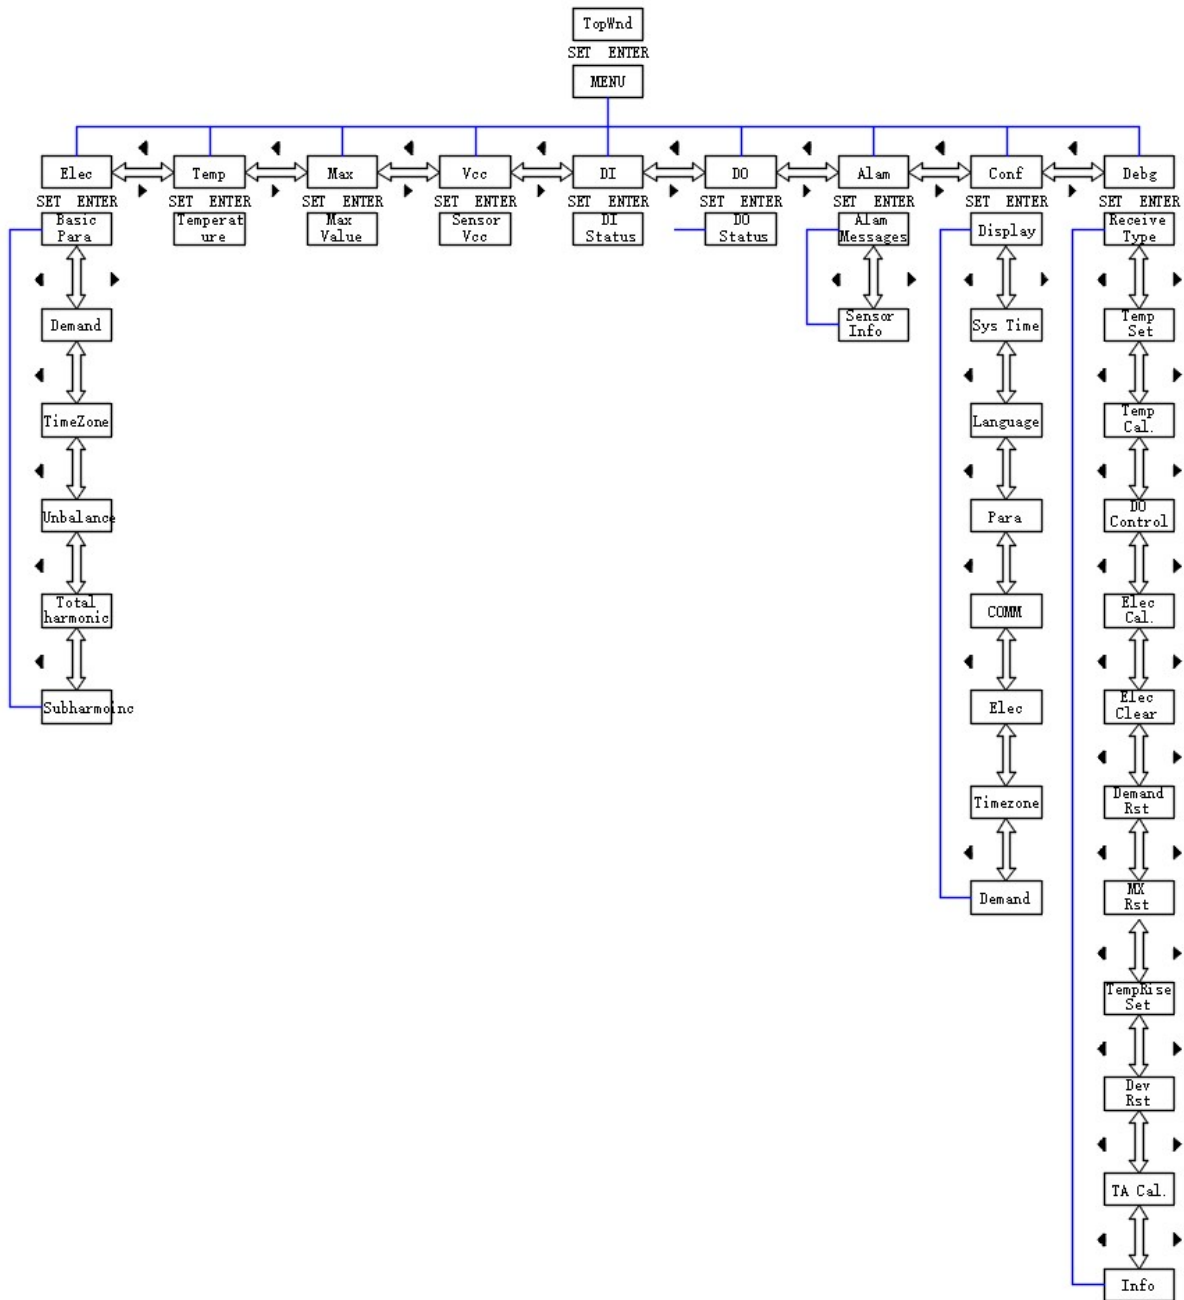 TopWnd
SET ENTER
MENU
Elec Temp Max Vcc DI DO Alam Conf Debg
SET ENTER SET ENTER SET ENTER SET ENTER SET ENTER SET ENTER SET ENTER SET ENTER SET ENTER
Basic
Para
Temperat
ure
Max
Value
Sensor
Vcc
DI
Status
DO
Status
Alam
Messages
Display
Receive
Type
Demand
Sensor
Info
Sys Time
Temp
Set
TimeZone
Language
Temp
Cal.
Unbalance
Para
DO
Control
Total
harmonic
COMM
Elec
Cal.
Subharmoinc
Elec
Elec
Clear
Timezone
Demand
Rst
Demand
MX
Rst
TempRise
Set
Dev
Rst
TA Cal.
Info